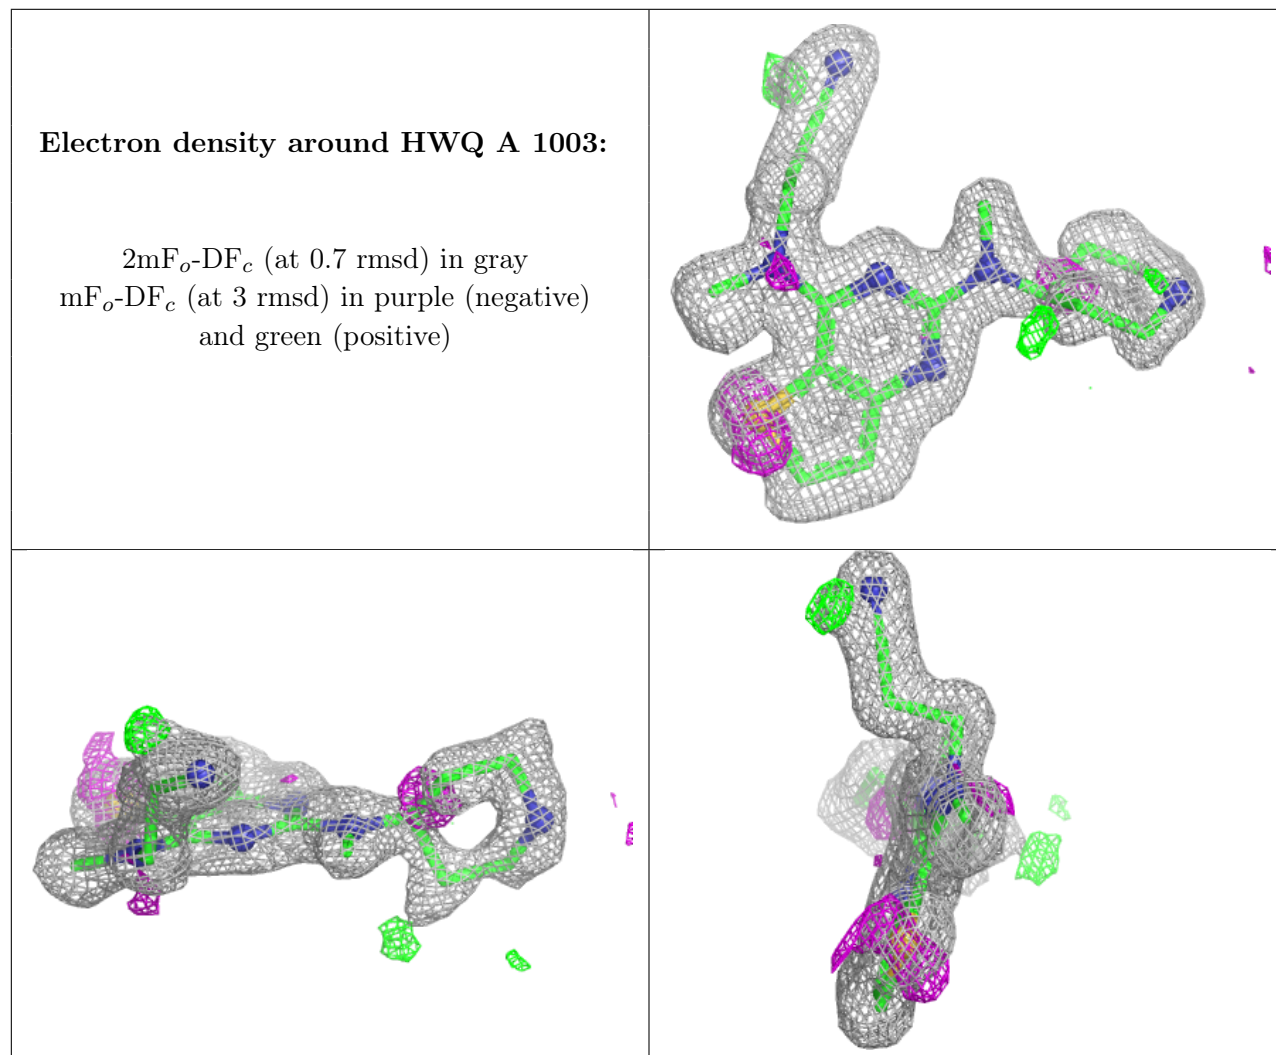 Electron density around HWQ A 1003:
2mFo-DFc (at 0.7 rmsd) in gray
mFo-DFc (at 3 rmsd) in purple (negative)
and green (positive)